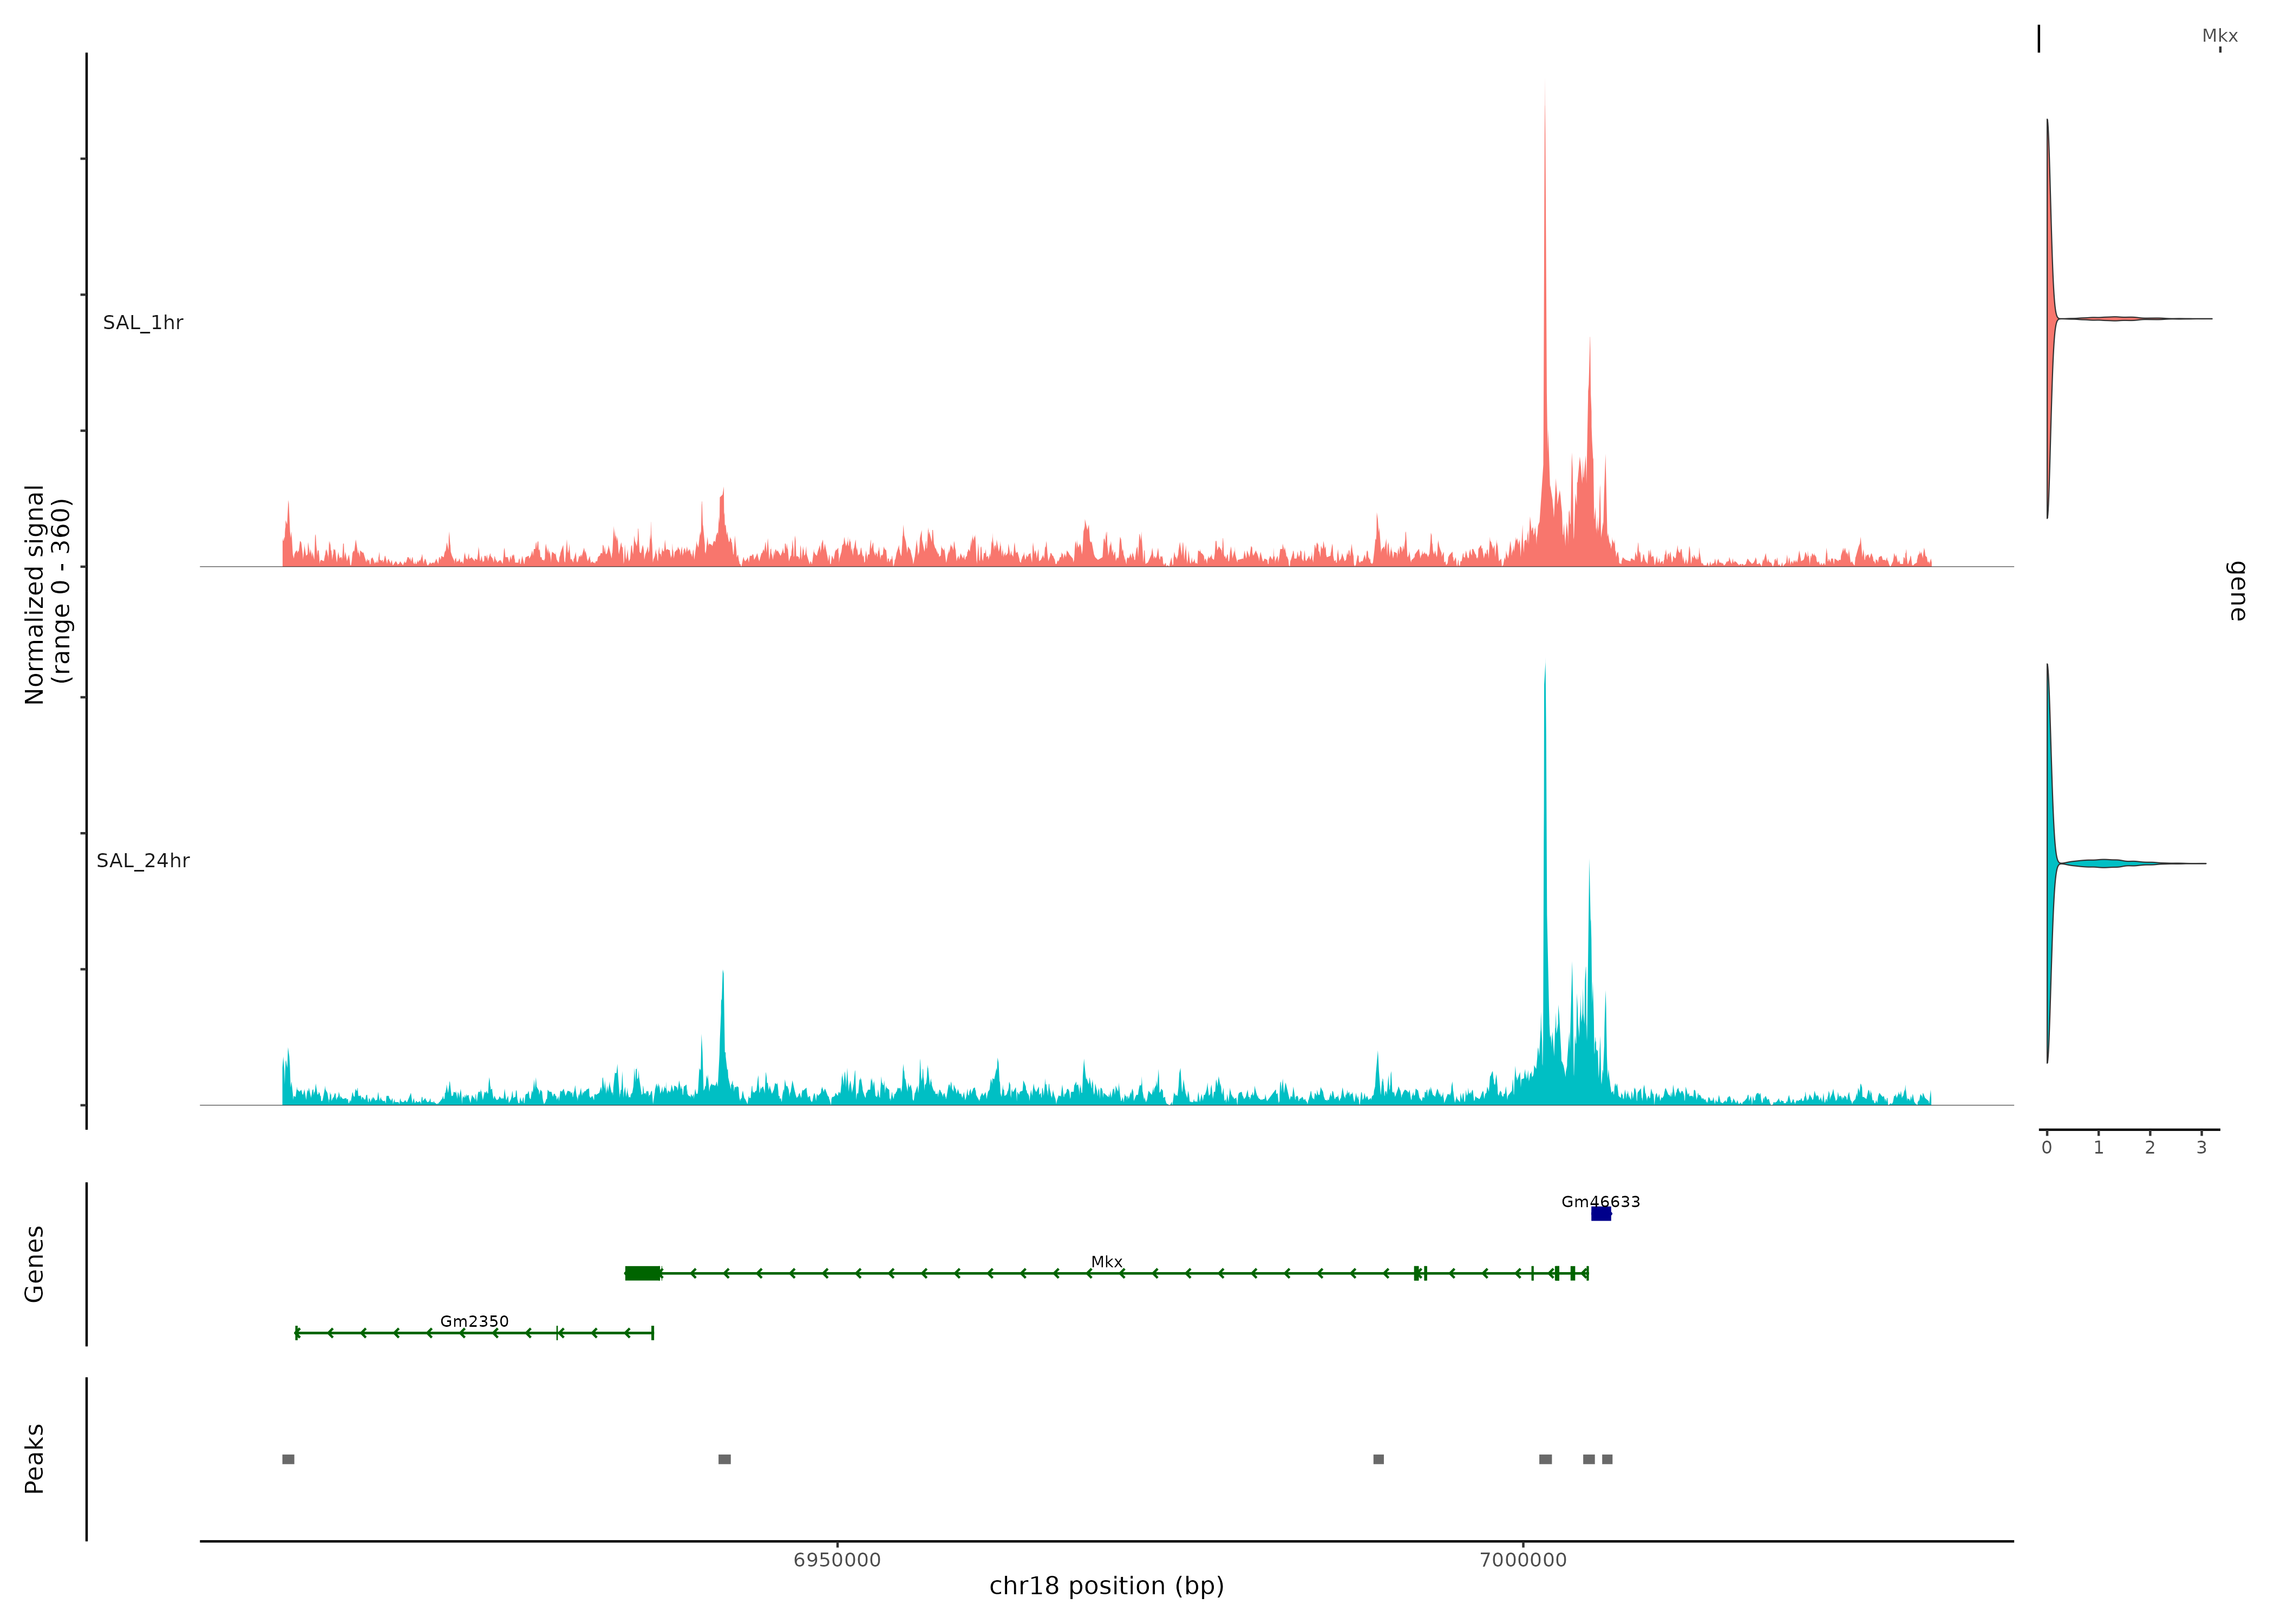 Mkx
SAL_1hr
Normalized signal
(range 0 - 360)
gene
SAL_24hr
0 1 2 3
Genes
Gm46633
Mkx
Gm2350
Peaks
6950000 7000000
chr18 position (bp)